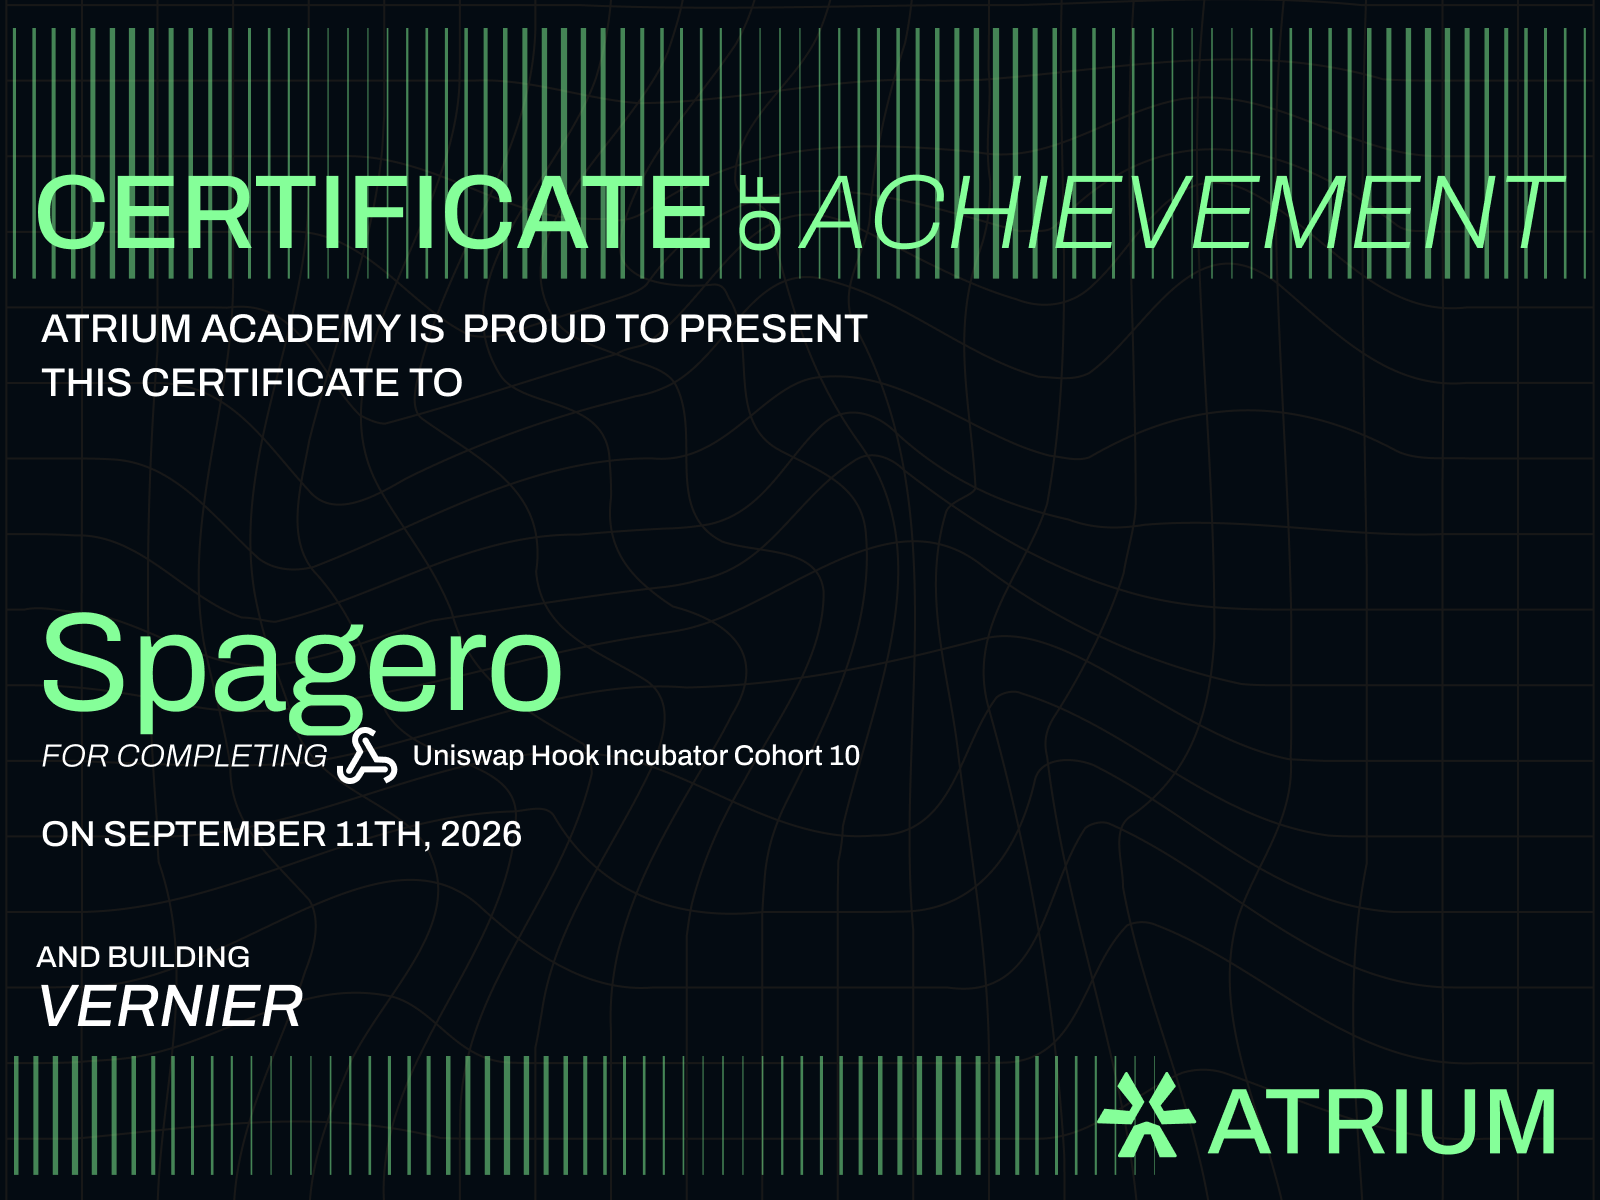 CERTIFICATE OF ACHIEVEMENT
ATRIUM ACADEMY IS PROUD TO PRESENT
THIS CERTIFICATE TO
Spagero
FOR COMPLETING Uniswap Hook Incubator Cohort 10
ON SEPTEMBER 11TH, 2026
AND BUILDING
VERNIER
ATRIUM